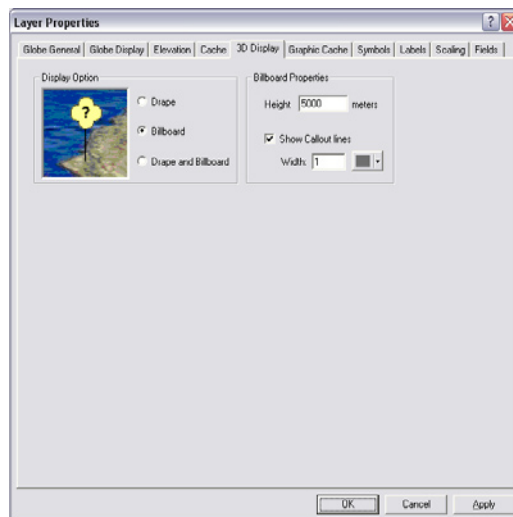 Layer Properties
Globe General Globe Display Elevation Cache 3D Display Graphic Cache Symbols Labels Scaling Fields
Display Option
?
Drape
Billboard
Drape and Billboard
Billboard Properties
Height 5000 meters
Show Callout lines
Width: 1
OK Cancel Apply